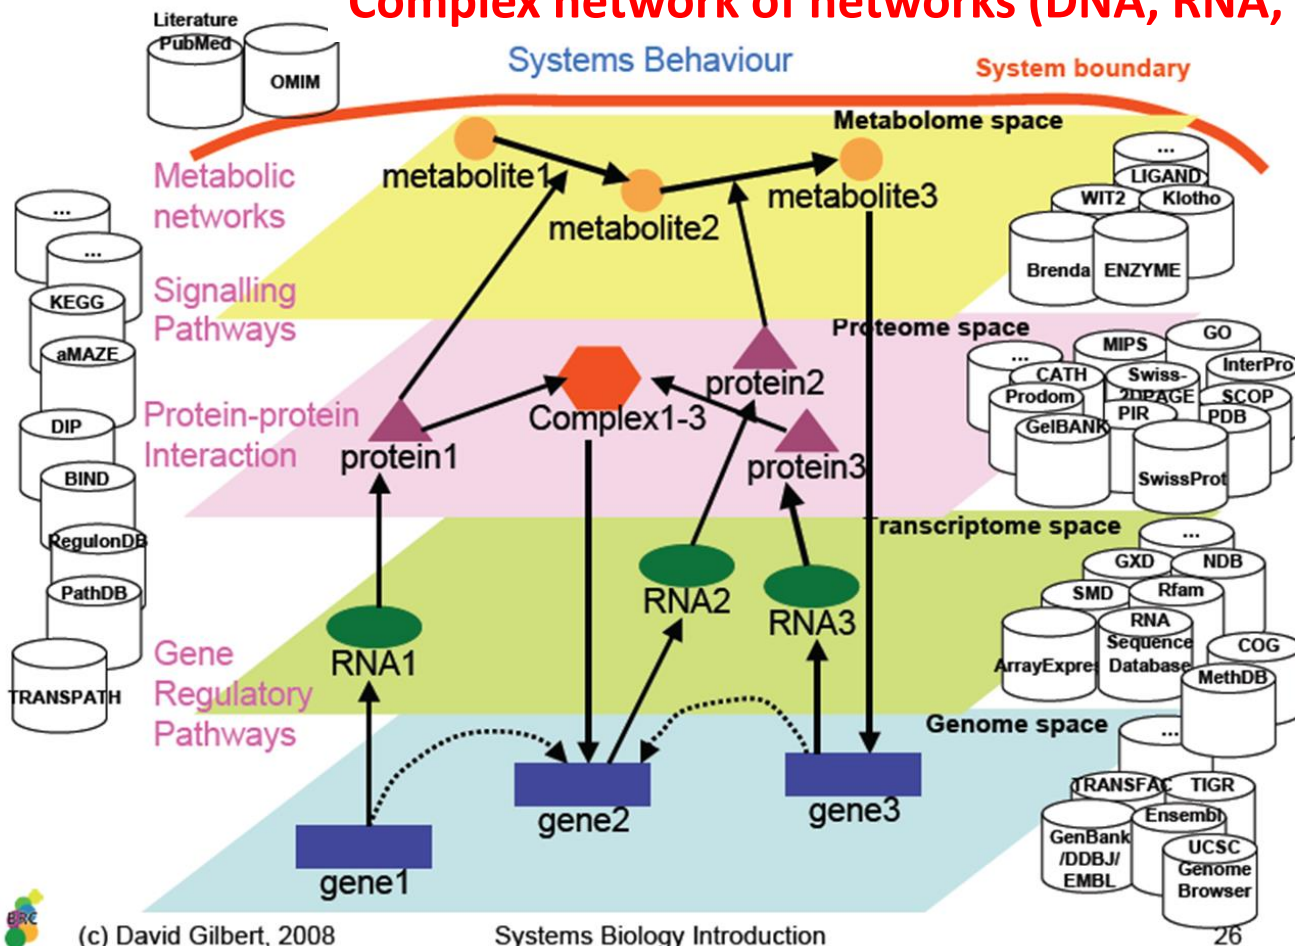 Complex network of networks (DNA, RNA,
Literature
PubMed
OMIM
Systems Behaviour
System boundary
Metabolome space
metabolite1
metabolite2
metabolite3
Metabolic
networks
Signalling
Pathways
Protein-protein
Interaction
Gene
Regulatory
Pathways
...
...
KEGG
aMAZE
DIP
BIND
RegulonDB
PathDB
TRANSPATH
...
LIGAND
WIT2
Klotho
Brenda
ENZYME
Proteome space
protein1
Complex1-3
protein2
protein3
...
MIPS
GO
CATH
Swiss-
2DPAGE
InterPro
Prodom
PIR
SCOP
PDB
GelBANK
SwissProt
Transcriptome space
RNA1
RNA2
RNA3
...
GXD
NDB
SMD
Rfam
ArrayExpres
RNA
Sequence
Database
COG
MethDB
Genome space
gene1
gene2
gene3
...
TRANSFAC
TIGR
Ensembl
GenBank
/DDBJ/
EMBL
UCSC
Genome
Browser
BRC
(c) David Gilbert, 2008
Systems Biology Introduction
26